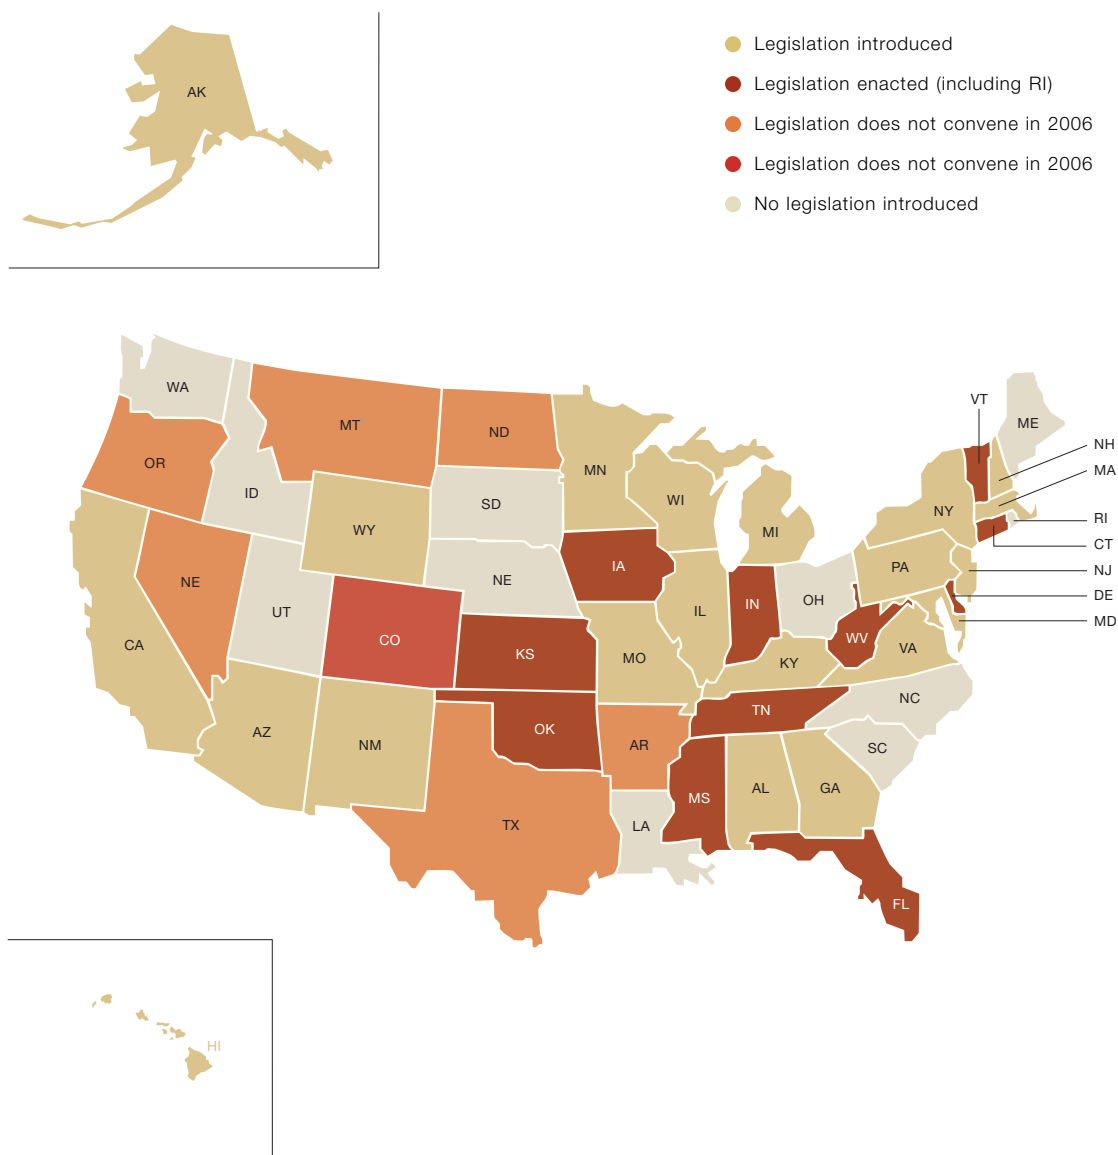 AK
Legislation introduced
Legislation enacted (including RI)
Legislation does not convene in 2006
Legislation does not convene in 2006
No legislation introduced
WA
VT
ME
MT
ND
NH
OR
MN
MA
ID
SD
WI
NY
RI
WY
MI
CT
PA
NJ
NE
NE
IA
DE
UT
IL
IN
OH
MD
CA
CO
KS
MO
WV
VA
KY
NC
AZ
NM
OK
TN
AR
SC
TX
LA
MS
AL
GA
FL
HI